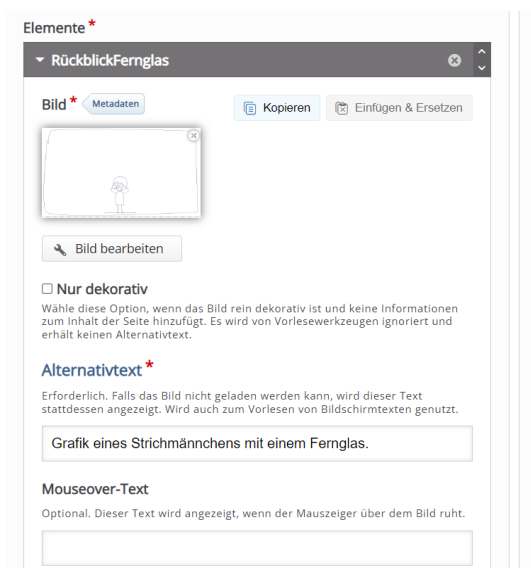 Elemente *
RückblickFernglas
Bild * Metadaten Kopieren Einfügen & Ersetzen
Bild bearbeiten
Nur dekorativ
Wähle diese Option, wenn das Bild rein dekorativ ist und keine Informationen
zum Inhalt der Seite hinzufügt. Es wird von Vorlesewerkzeugen ignoriert und
erhält keinen Alternativtext.
Alternativtext *
Erforderlich. Falls das Bild nicht geladen werden kann, wird dieser Text
stattdessen angezeigt. Wird auch zum Vorlesen von Bildschirmtexten genutzt.
Grafik eines Strichmännchens mit einem Fernglas.
Mouseover-Text
Optional. Dieser Text wird angezeigt, wenn der Mauszeiger über dem Bild ruht.